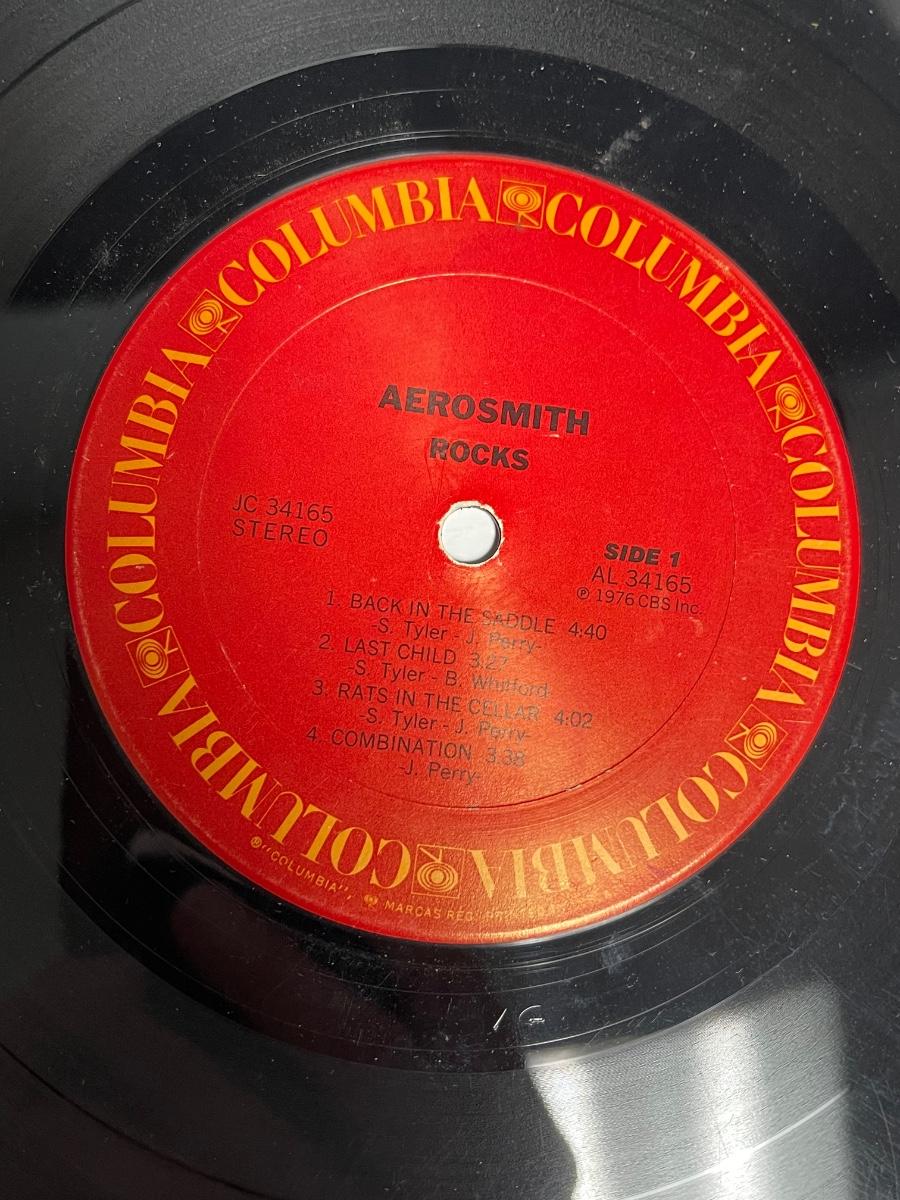 COLUMBIA COLUMBIA COLUMBIA COLUMBIA COLUMBIA COLUMBIA COLUMBIA
AEROSMITH
ROCKS
JC 34165
STEREO
SIDE 1
AL 34165
℗ 1976 CBS Inc.
1. BACK IN THE SADDLE 4:40
-S. Tyler - J. Perry-
2. LAST CHILD 3:27
-S. Tyler - B. Whitford
3. RATS IN THE CELLAR 4:02
-S. Tyler - J. Perry-
4. COMBINATION 3:38
-J. Perry-
® "COLUMBIA", MARCAS REG.